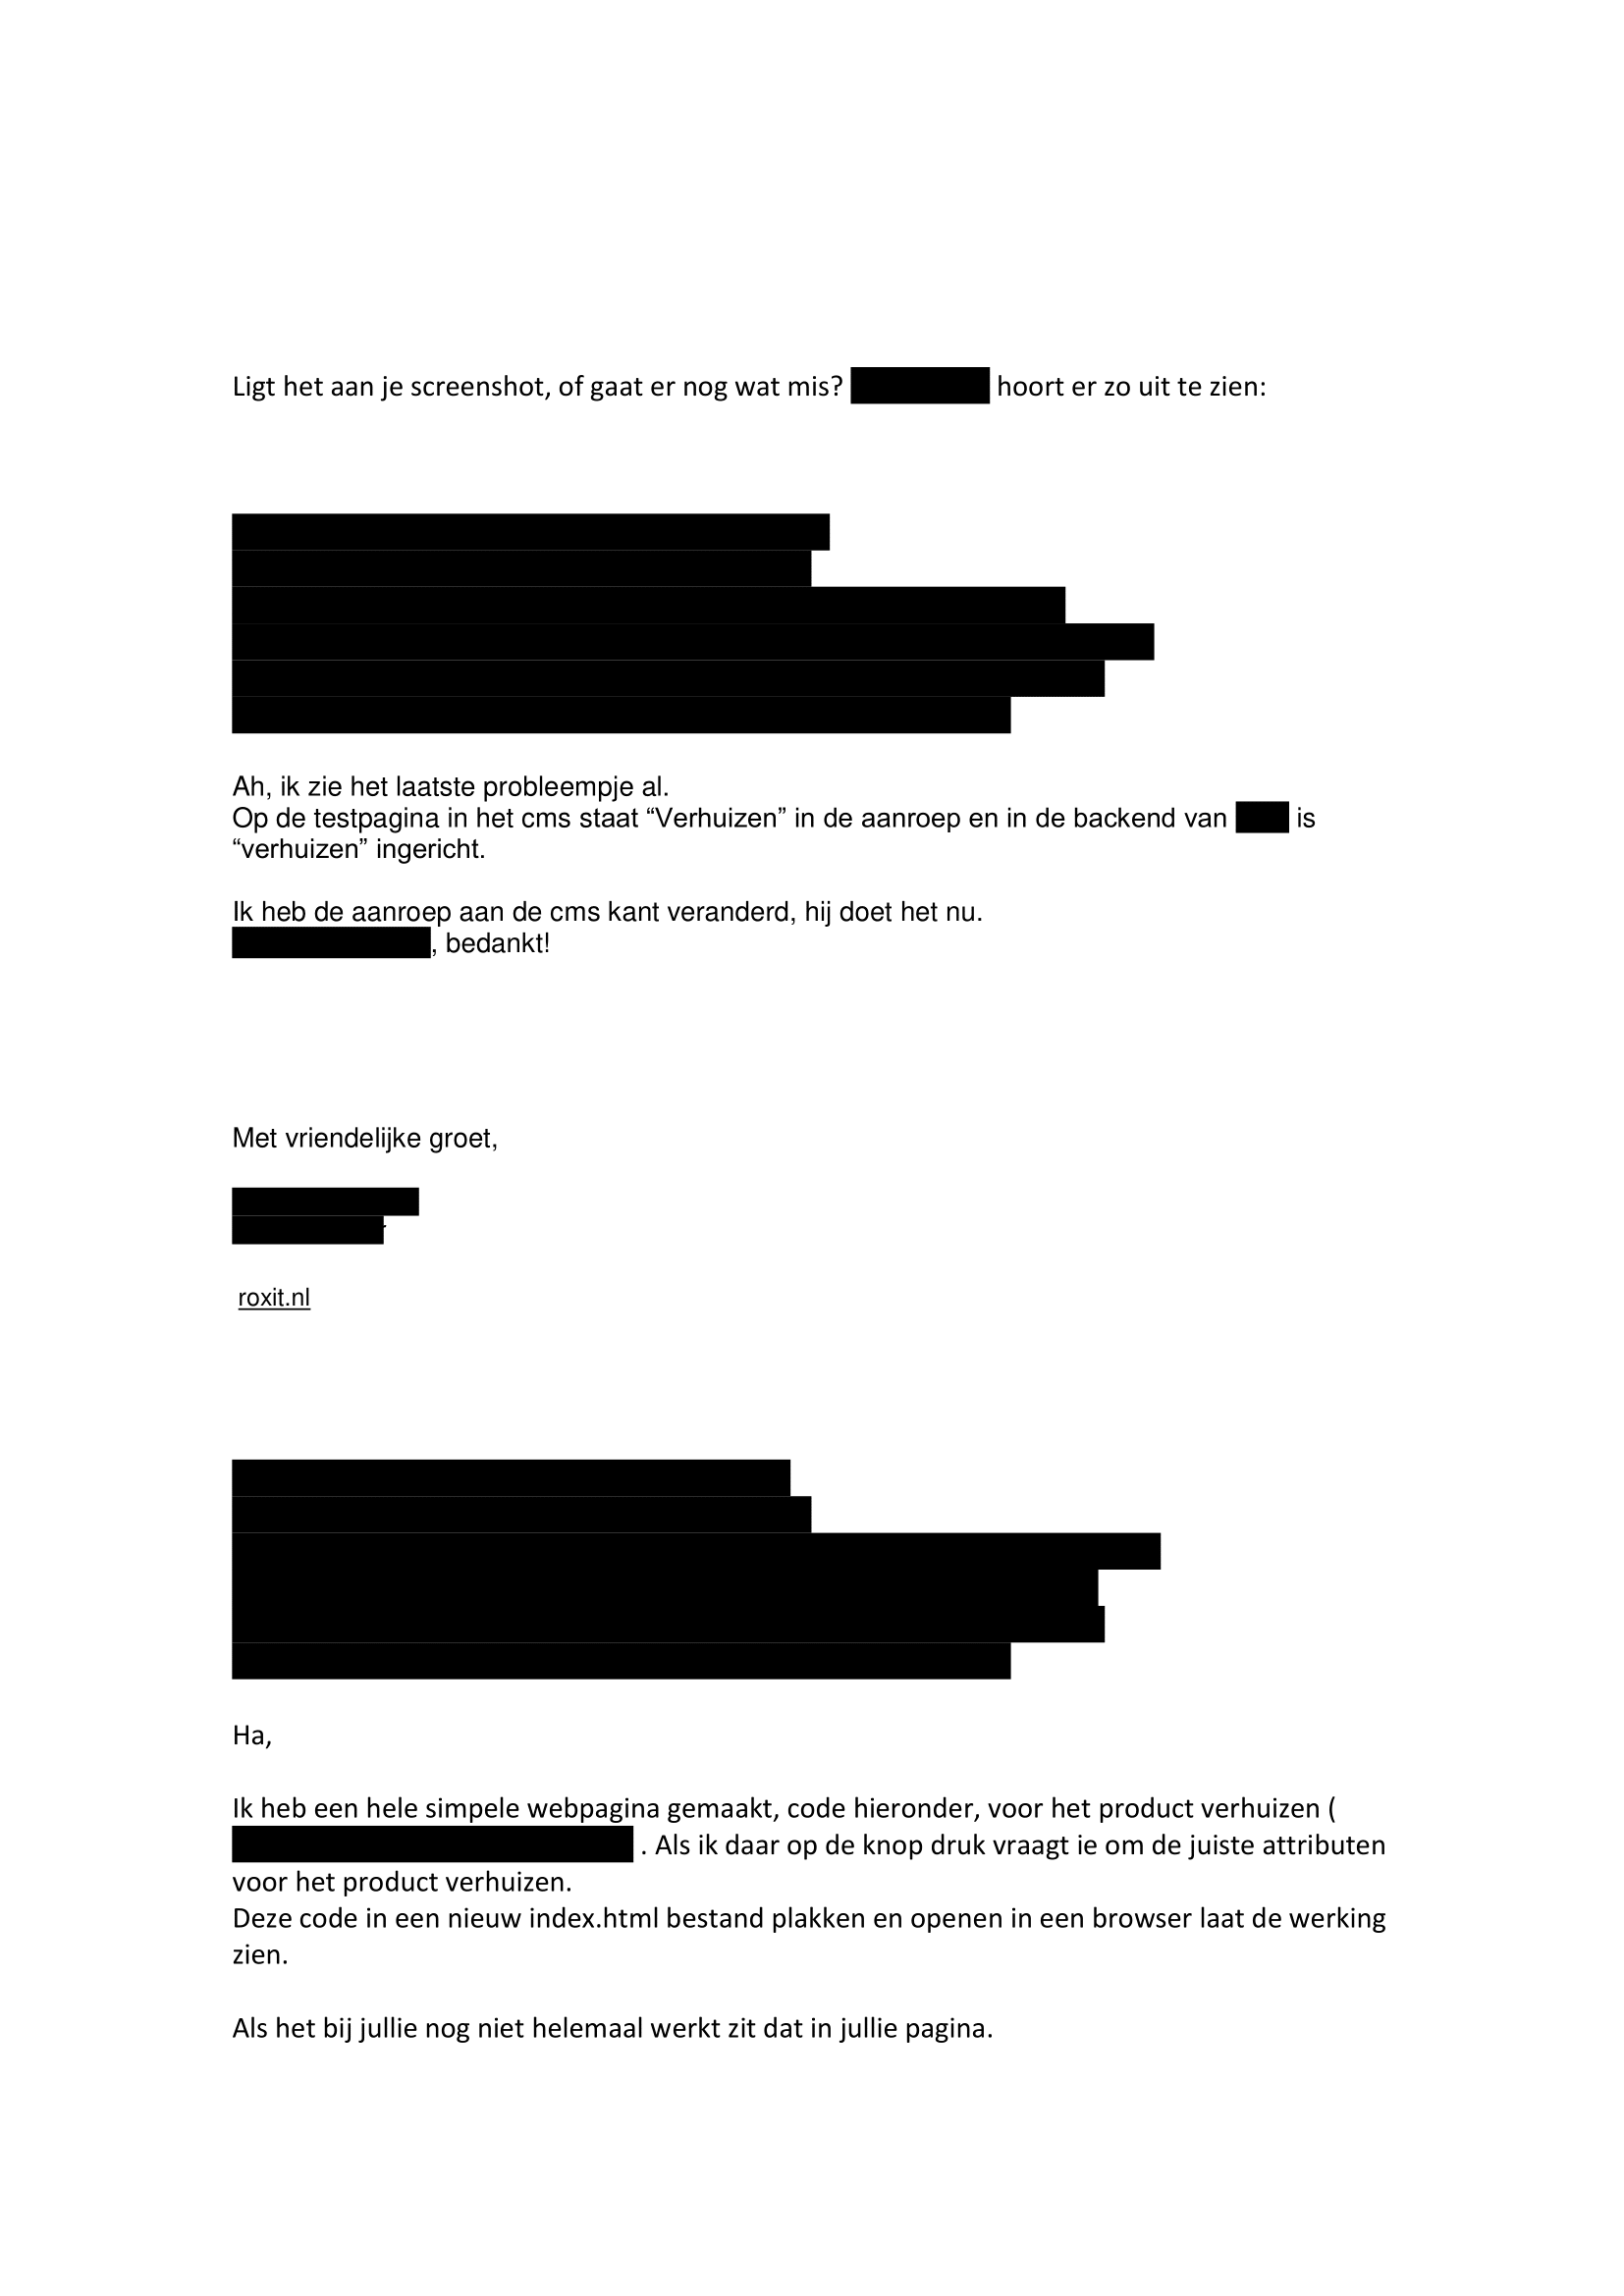 Ligt het aan je screenshot, of gaat er nog wat mis? hoort er zo uit te zien:
Ah, ik zie het laatste probleempje al.
Op de testpagina in het cms staat “Verhuizen” in de aanroep en in de backend van is
“verhuizen” ingericht.
Ik heb de aanroep aan de cms kant veranderd, hij doet het nu.
, bedankt!
Met vriendelijke groet,
roxit.nl
Ha,
Ik heb een hele simpele webpagina gemaakt, code hieronder, voor het product verhuizen (
. Als ik daar op de knop druk vraagt ie om de juiste attributen
voor het product verhuizen.
Deze code in een nieuw index.html bestand plakken en openen in een browser laat de werking
zien.
Als het bij jullie nog niet helemaal werkt zit dat in jullie pagina.